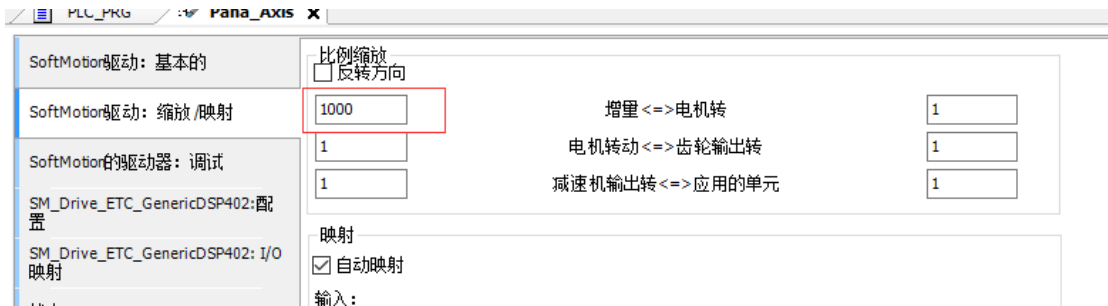 PLC_PRG
Pana_Axis
SoftMotion驱动：基本的
SoftMotion驱动：缩放/映射
SoftMotion的驱动器：调试
SM_Drive_ETC_GenericDSP402:配
置
SM_Drive_ETC_GenericDSP402: I/O
映射
比例缩放
反转方向
1000 增量<=>电机转 1
1 电机转动<=>齿轮输出转 1
1 减速机输出转<=>应用的单元 1
映射
自动映射
输入：